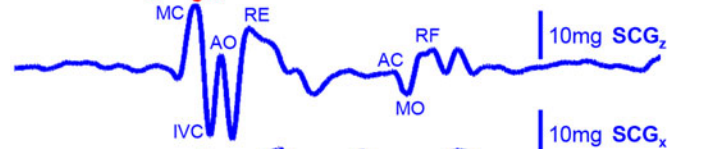 MC
RE
AO
IVC
AC
RF
MO
10mg SCGz
10mg SCGx